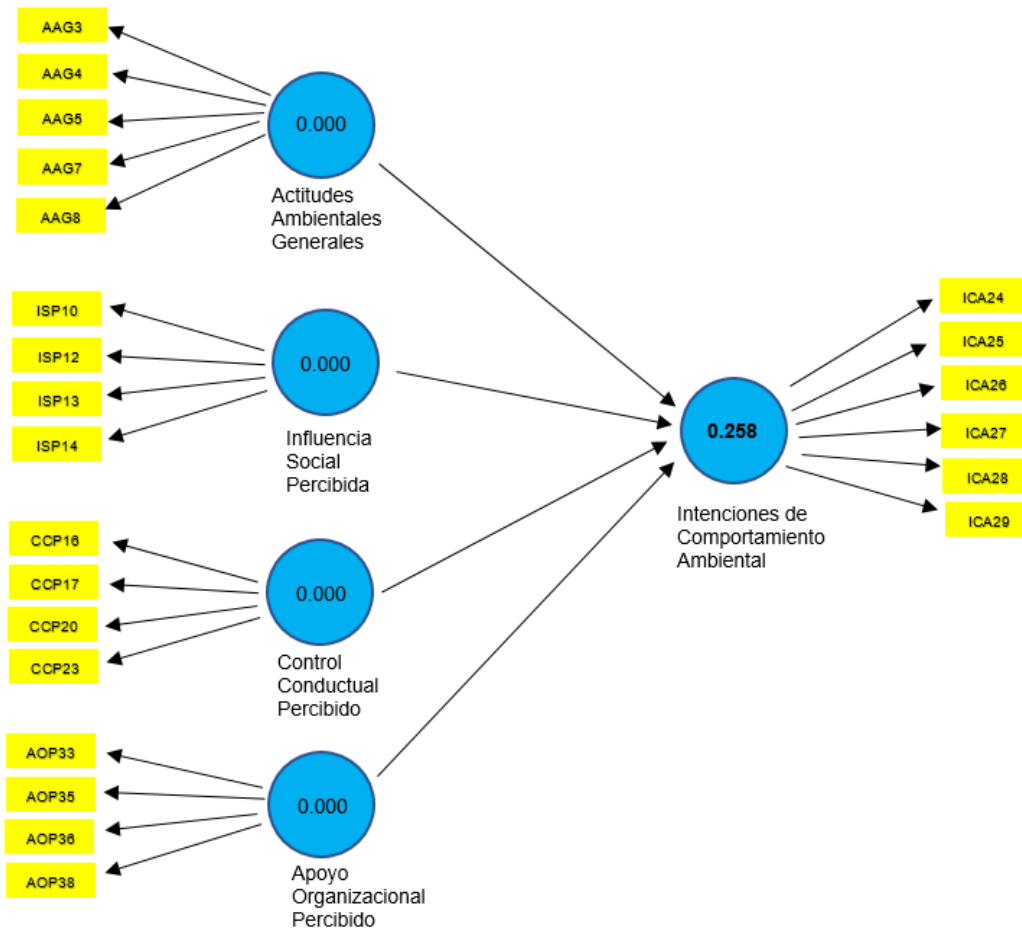 AAG3
AAG4
AAG5
AAG7
AAG8
0.000
Actitudes
Ambientales
Generales
ISP10
ISP12
ISP13
ISP14
0.000
Influencia
Social
Percibida
CCP16
CCP17
CCP20
CCP23
0.000
Control
Conductual
Percibido
AOP33
AOP35
AOP36
AOP38
0.000
Apoyo
Organizacional
Percibido
0.258
Intenciones de
Comportamiento
Ambiental
ICA24
ICA25
ICA26
ICA27
ICA28
ICA29